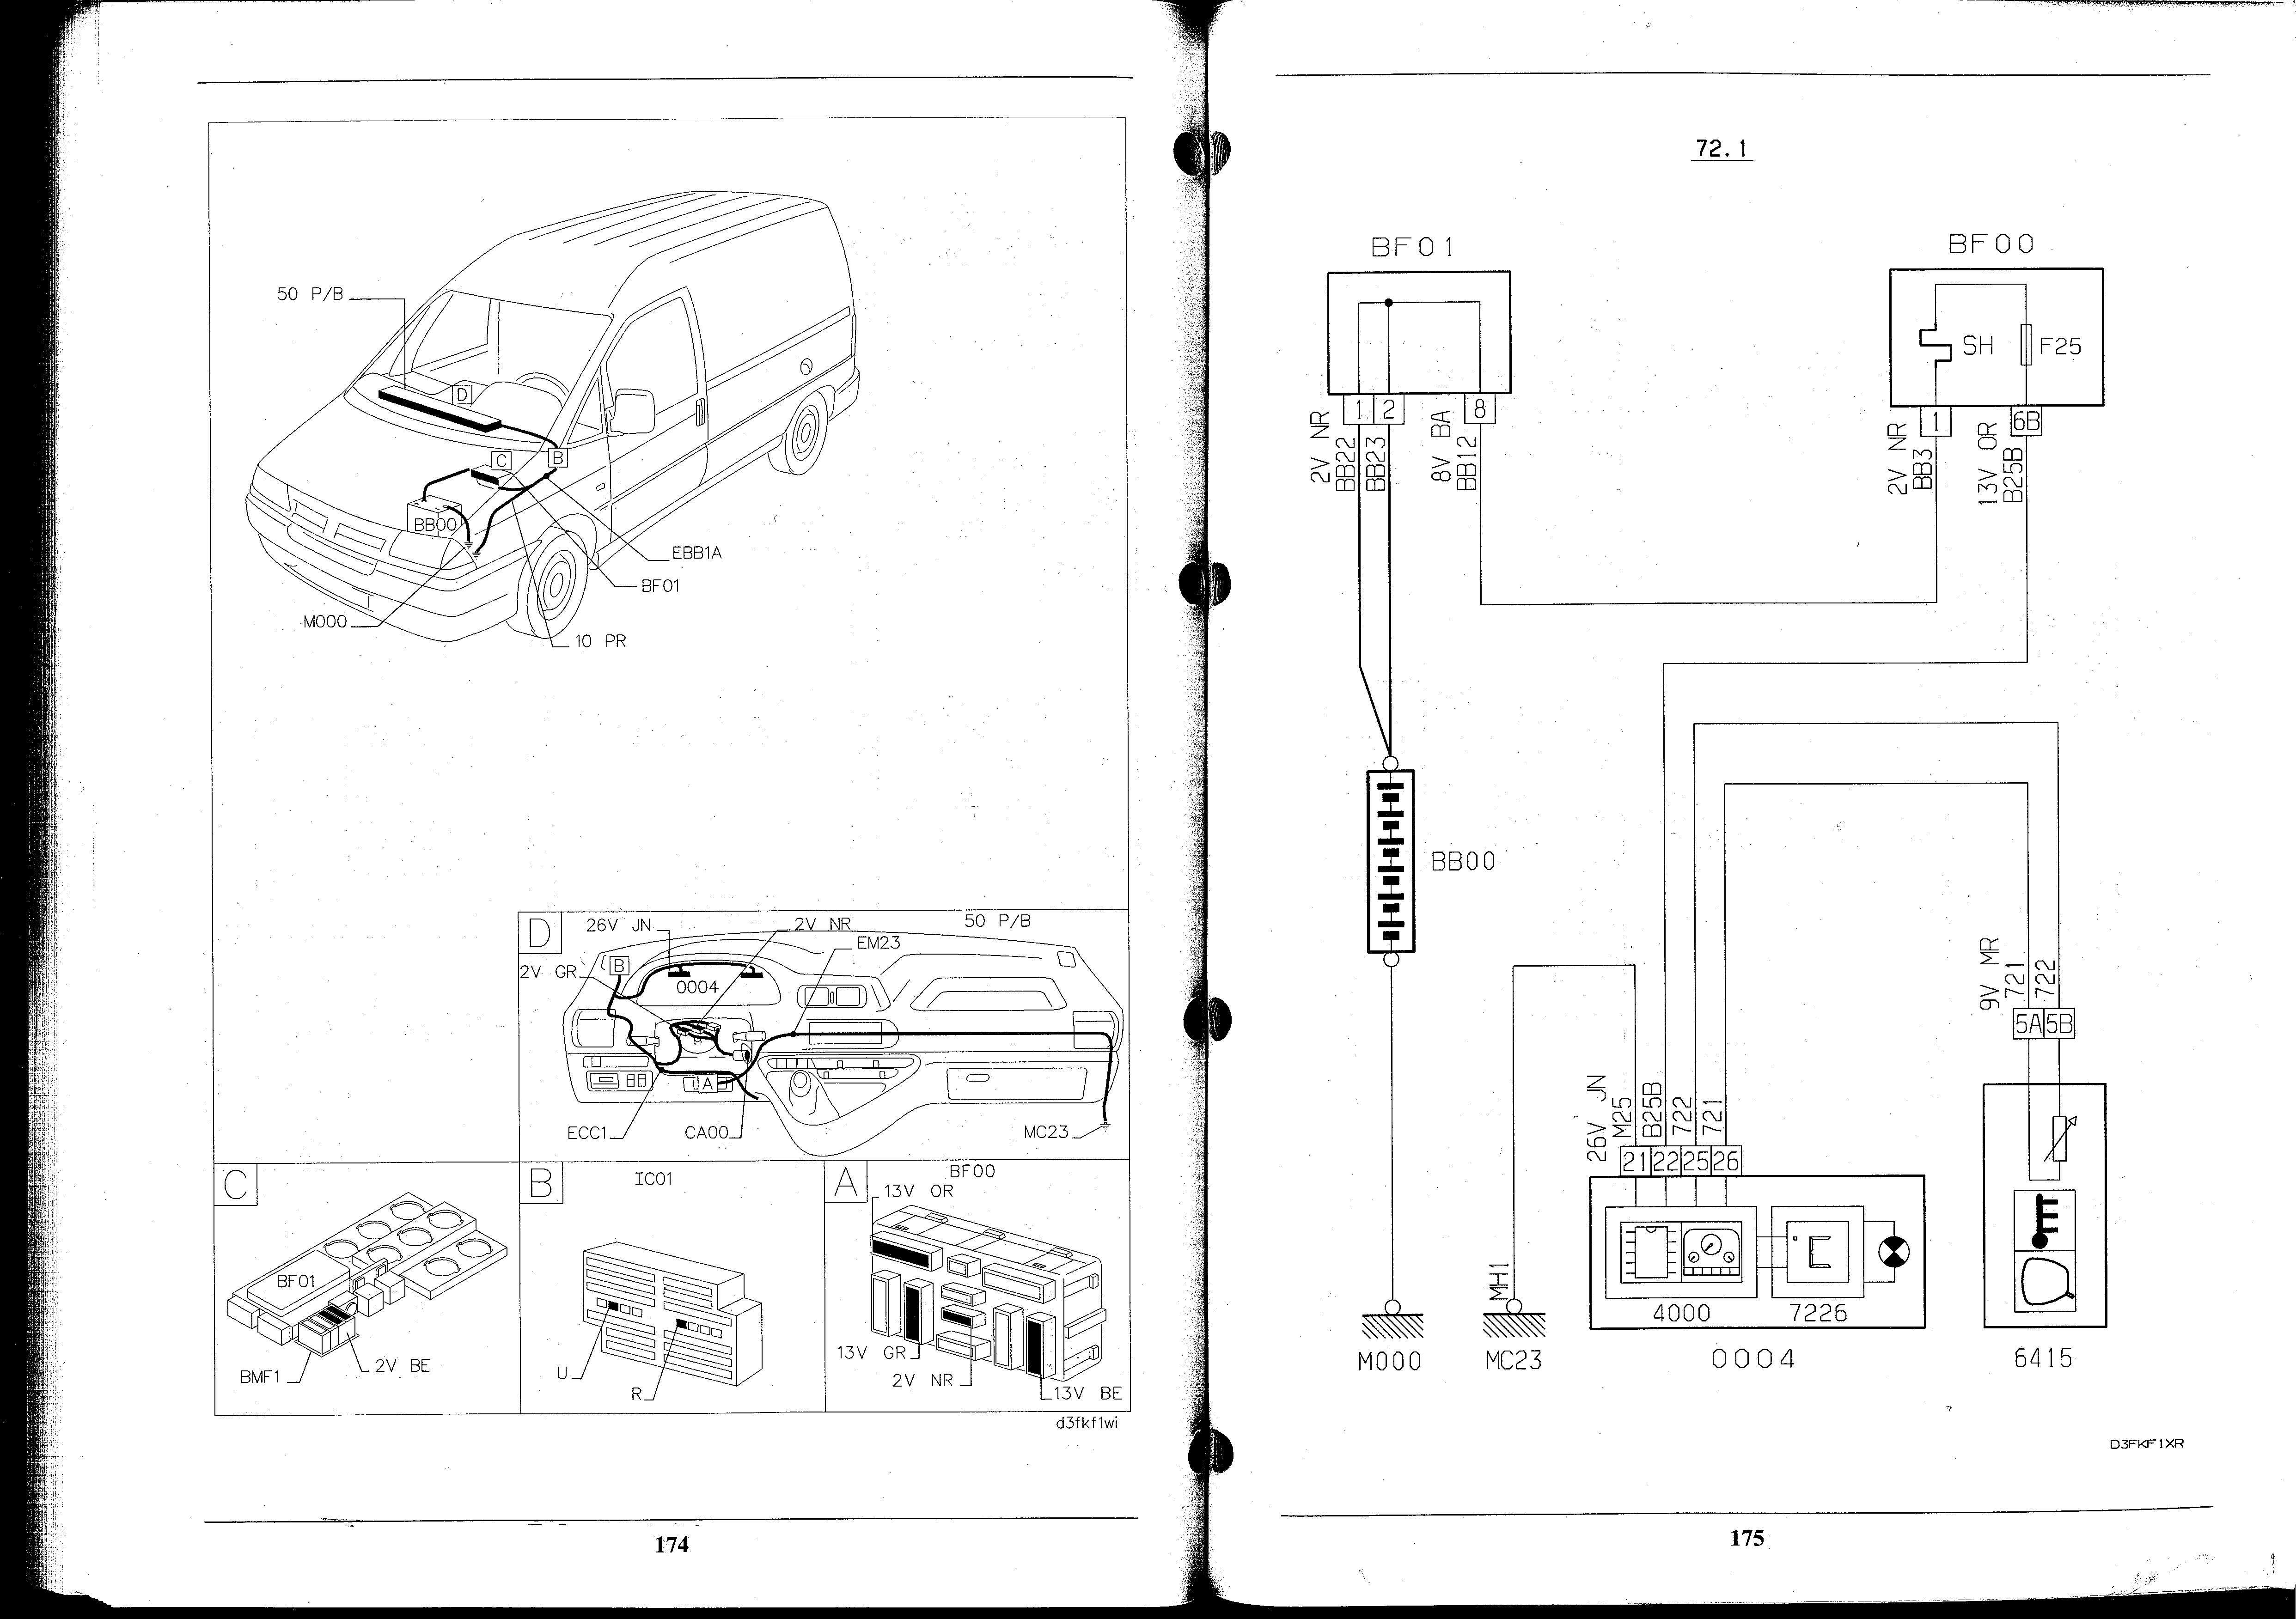 50 P/B
D
C
B
BB00
EBB1A
BF01
M000
10 PR
D
26V JN
2V NR
50 P/B
EM23
2V GR
B
0004
A
ECC1
CA00
MC23
C
BF01
BMF1
2V BE
B
IC01
U
R
A
BF00
13V OR
13V GR
2V NR
13V BE
d3fkf1wi
174
72.1
BF01
BF00
SH
F25
1
2
8
1
6B
2V NR
BB22
BB23
8V BA
BB12
2V NR
BB3
13V OR
B25B
BB00
9V MR
721
722
5A
5B
26V JN
M25
B25B
722
721
21
22
25
26
MH1
4000
7226
M000
MC23
0004
6415
D3FKF1XR
175